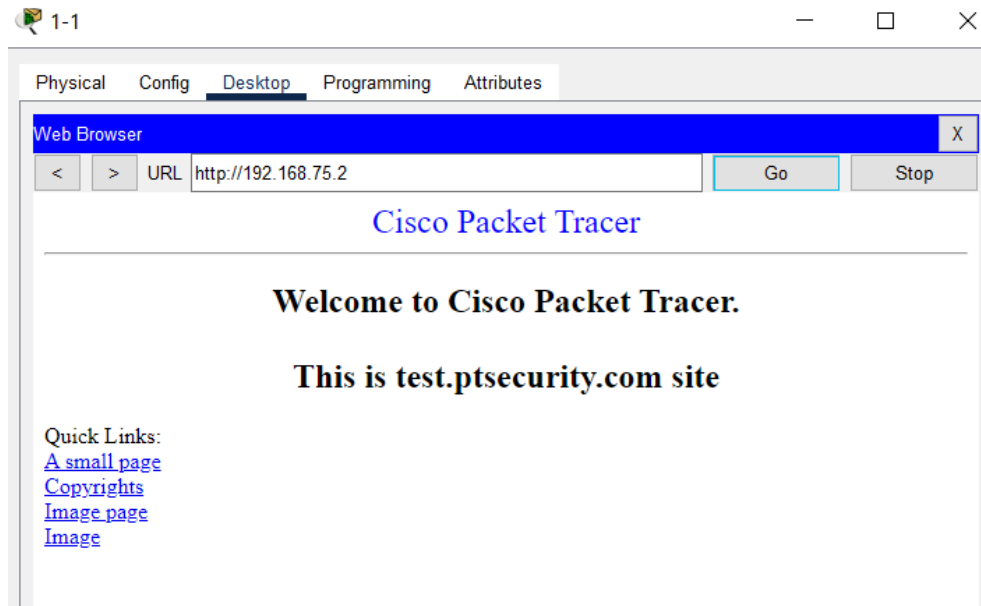 1-1
Physical Config Desktop Programming Attributes
Web Browser X
< > URL http://192.168.75.2 Go Stop
Cisco Packet Tracer
Welcome to Cisco Packet Tracer.
This is test.ptsecurity.com site
Quick Links:
A small page
Copyrights
Image page
Image